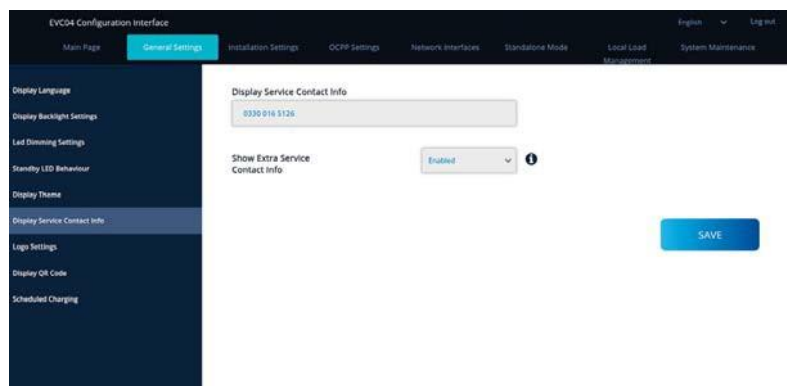 EVC04 Configuration Interface
English
Log out
Main Page
General Settings
Installation Settings
OCPP Settings
Network Interfaces
Standalone Mode
Local Load
Management
System Maintenance
Display Language
Display Backlight Settings
Led Dimming Settings
Standby LED Behaviour
Display Theme
Display Service Contact Info
Logo Settings
Display QR Code
Scheduled Charging
Display Service Contact Info
0330 016 5126
Show Extra Service
Contact Info
Enabled
SAVE